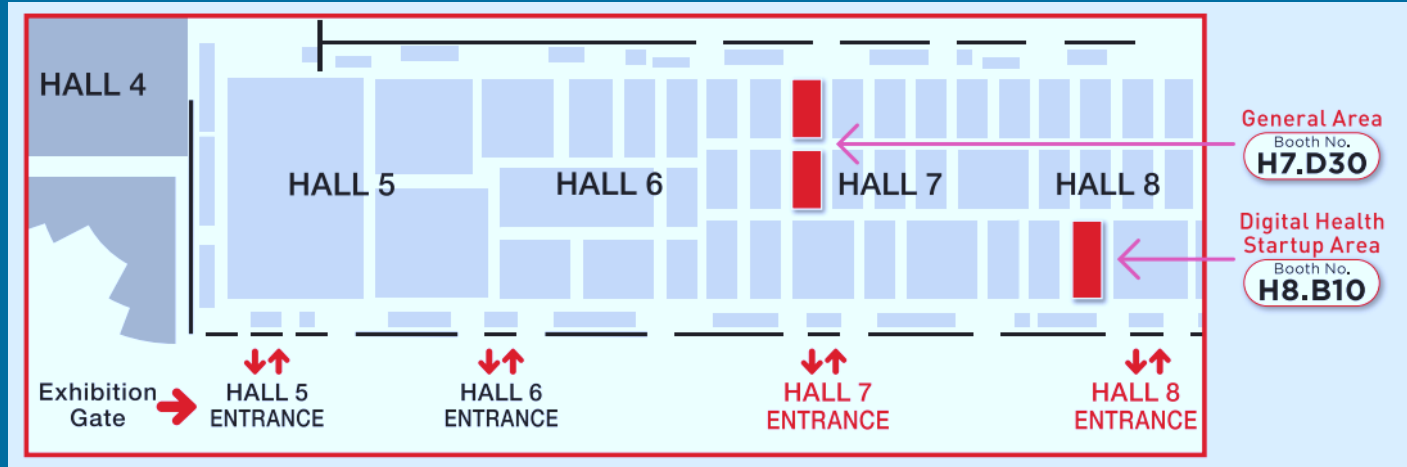 HALL 4
HALL 5
HALL 6
HALL 7
HALL 8
General Area
Booth No.
H7.D30
Digital Health
Startup Area
Booth No.
H8.B10
Exhibition
Gate
HALL 5
ENTRANCE
HALL 6
ENTRANCE
HALL 7
ENTRANCE
HALL 8
ENTRANCE